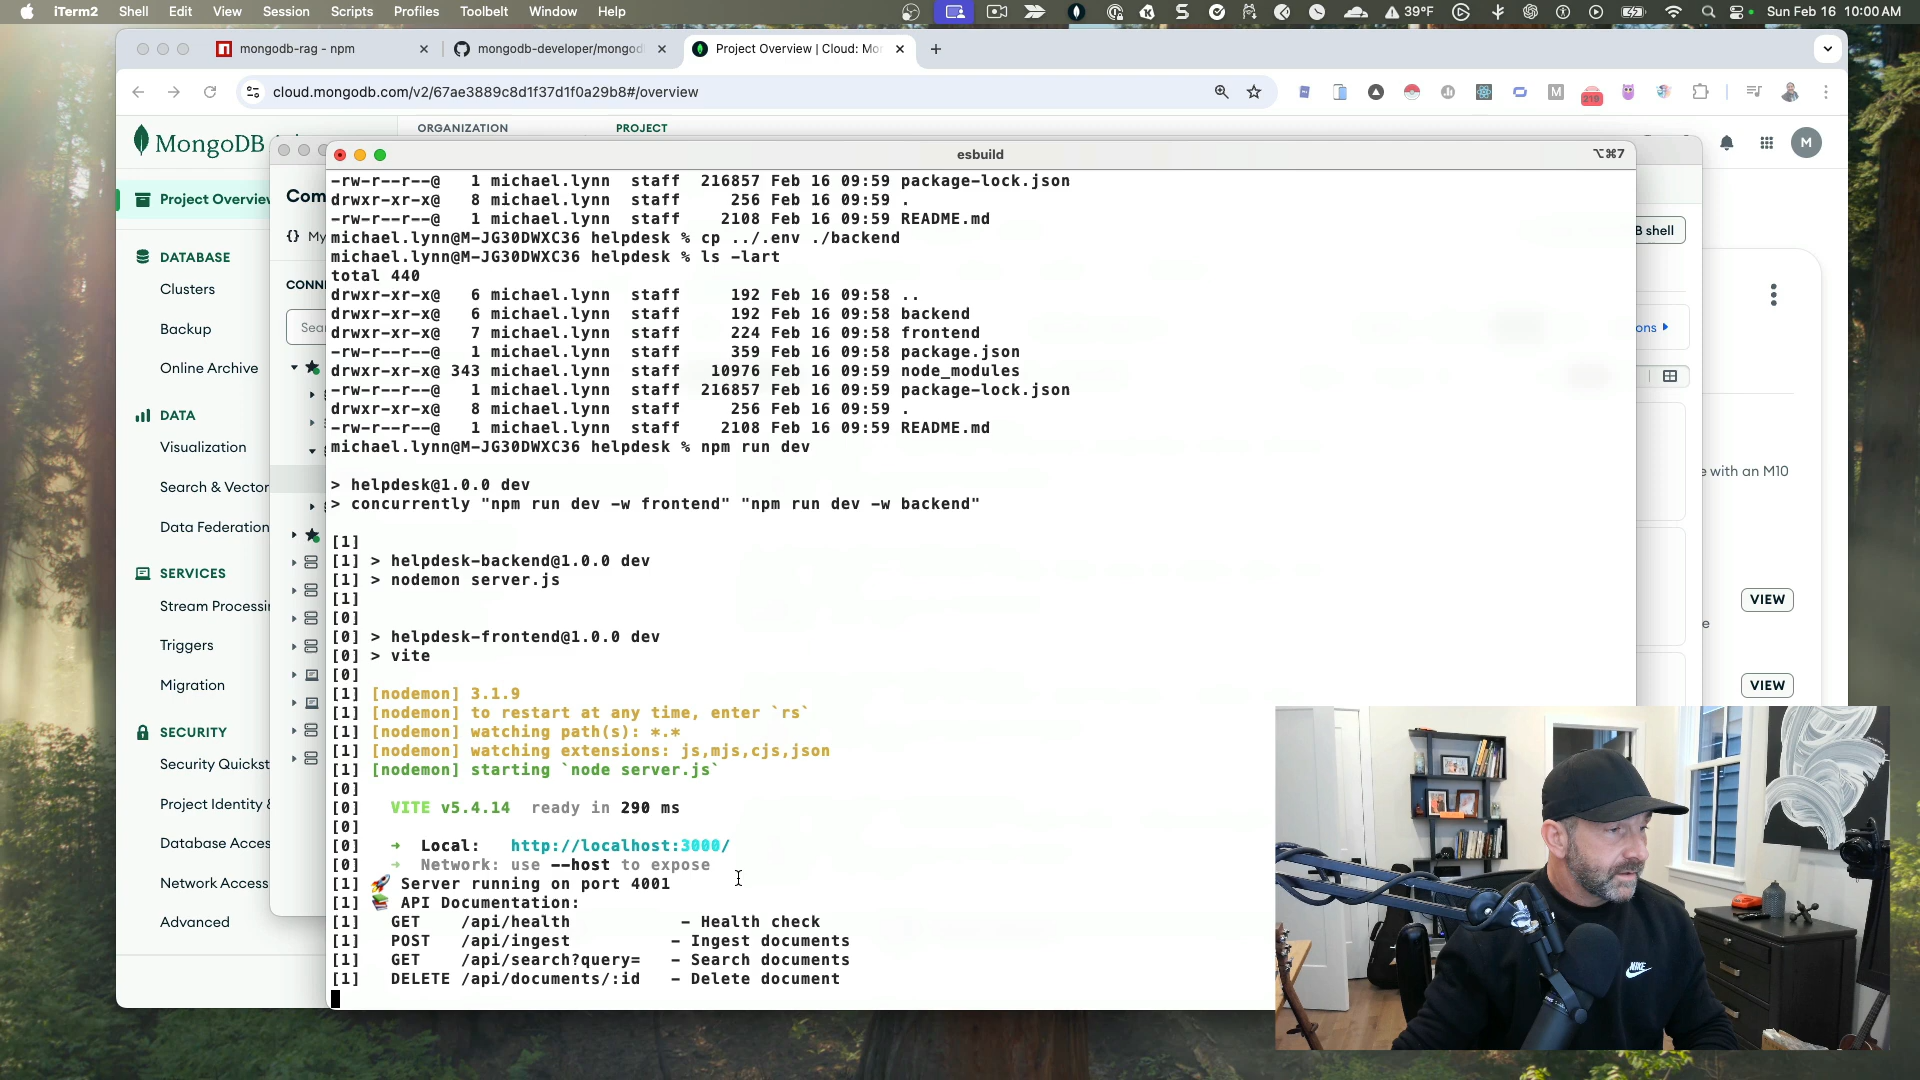 iTerm2 Shell Edit View Session Scripts Profiles Toolbelt Window Help
39°F Sun Feb 16 10:00 AM
mongodb-rag - npm
mongodb-developer/mongod
Project Overview | Cloud: Mo
cloud.mongodb.com/v2/67ae3889c8d1f37d1f0a29b8#/overview
219
MongoDB
ORGANIZATION
PROJECT
M
Project Overview
DATABASE
Clusters
Backup
Online Archive
DATA
Visualization
Search & Vector
Data Federation
SERVICES
Stream Processi
Triggers
Migration
SECURITY
Security Quickst
Project Identity &
Database Acces
Network Access
Advanced
Com
{} My
CONN
Sea
esbuild
⌥⌘7
-rw-r--r--@   1 michael.lynn  staff  216857 Feb 16 09:59 package-lock.json
drwxr-xr-x@   8 michael.lynn  staff     256 Feb 16 09:59 .
-rw-r--r--@   1 michael.lynn  staff    2108 Feb 16 09:59 README.md
michael.lynn@M-JG30DWXC36 helpdesk % cp ../.env ./backend
michael.lynn@M-JG30DWXC36 helpdesk % ls -lart
total 440
drwxr-xr-x@   6 michael.lynn  staff     192 Feb 16 09:58 ..
drwxr-xr-x@   6 michael.lynn  staff     192 Feb 16 09:58 backend
drwxr-xr-x@   7 michael.lynn  staff     224 Feb 16 09:58 frontend
-rw-r--r--@   1 michael.lynn  staff     359 Feb 16 09:58 package.json
drwxr-xr-x@ 343 michael.lynn  staff   10976 Feb 16 09:59 node_modules
-rw-r--r--@   1 michael.lynn  staff  216857 Feb 16 09:59 package-lock.json
drwxr-xr-x@   8 michael.lynn  staff     256 Feb 16 09:59 .
-rw-r--r--@   1 michael.lynn  staff    2108 Feb 16 09:59 README.md
michael.lynn@M-JG30DWXC36 helpdesk % npm run dev
> helpdesk@1.0.0 dev
> concurrently "npm run dev -w frontend" "npm run dev -w backend"
[1]
[1] > helpdesk-backend@1.0.0 dev
[1] > nodemon server.js
[1]
[0]
[0] > helpdesk-frontend@1.0.0 dev
[0] > vite
[0]
[1] [nodemon] 3.1.9
[1] [nodemon] to restart at any time, enter `rs`
[1] [nodemon] watching path(s): *.*
[1] [nodemon] watching extensions: js,mjs,cjs,json
[1] [nodemon] starting `node server.js`
[0]
[0]   VITE v5.4.14  ready in 290 ms
[0]
[0]   ➜  Local:   http://localhost:3000/
[0]   ➜  Network: use --host to expose
[1] 🚀 Server running on port 4001
[1] 📚 API Documentation:
[1]   GET    /api/health           - Health check
[1]   POST   /api/ingest          - Ingest documents
[1]   GET    /api/search?query=   - Search documents
[1]   DELETE /api/documents/:id   - Delete document
B shell
ons
e with an M10
VIEW
e
VIEW
NIKE